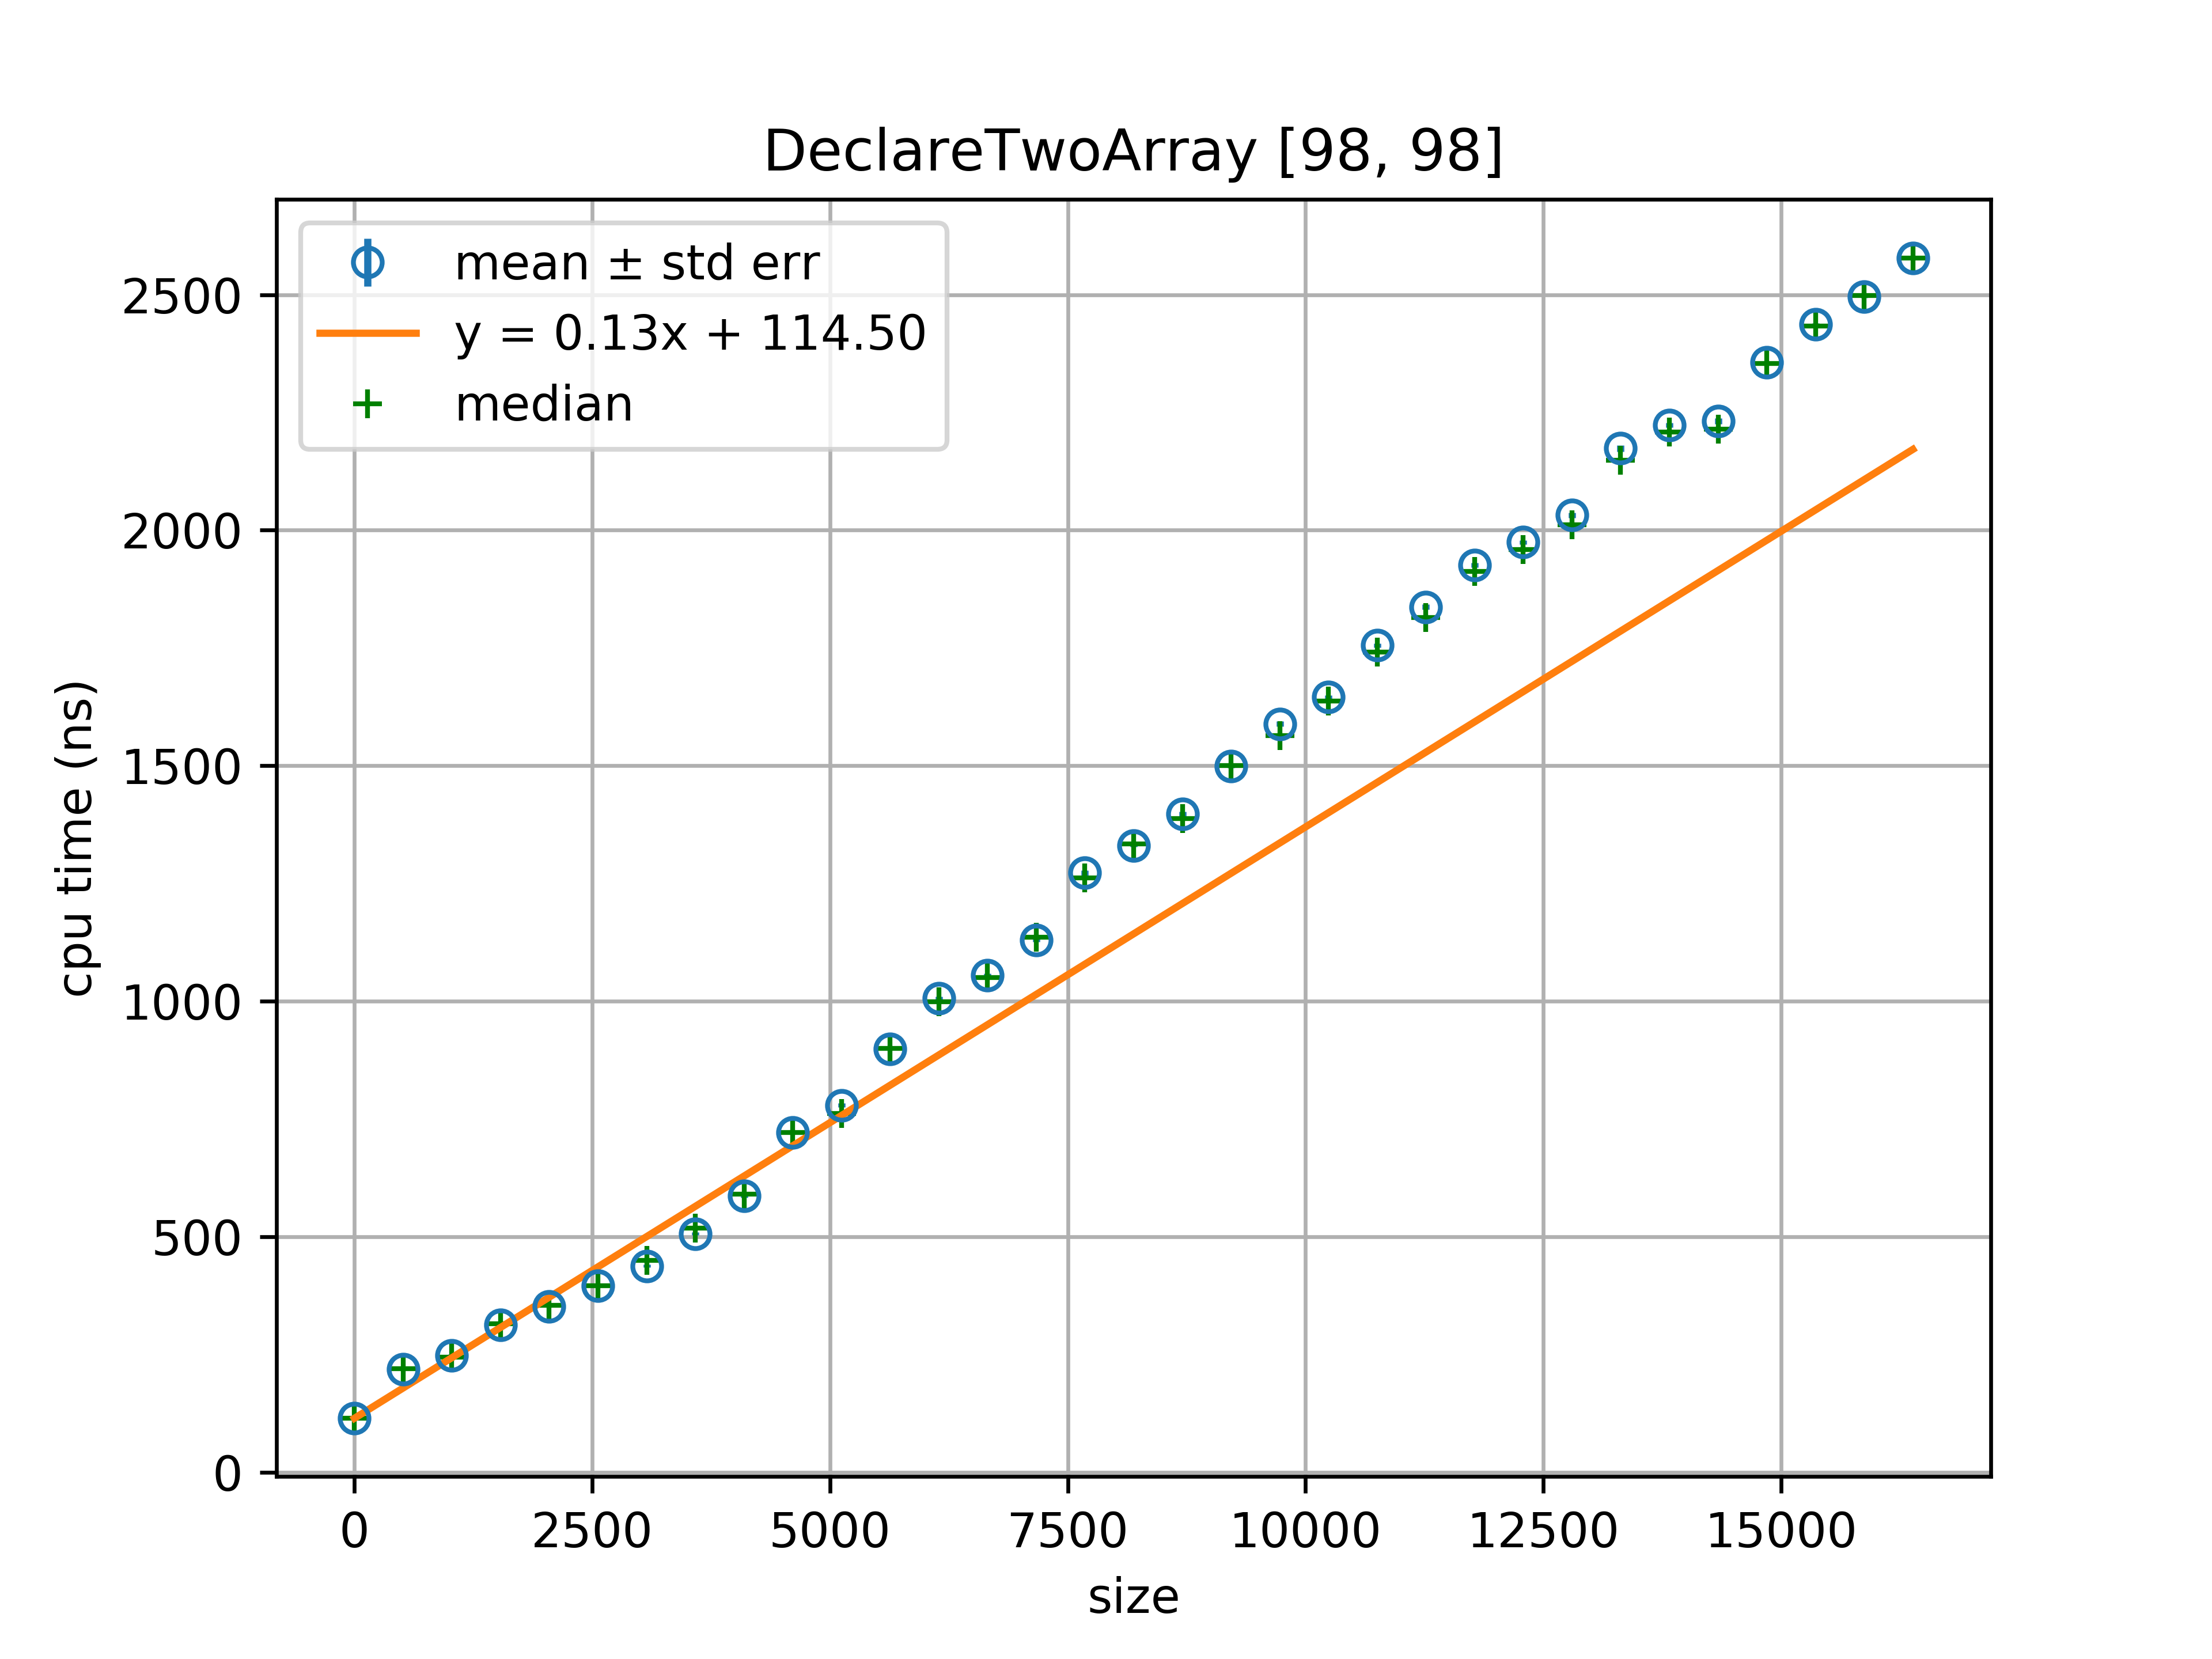 DeclareTwoArray [98, 98]
mean ± std err
y = 0.13x + 114.50
median
2500
2000
1500
1000
500
0
cpu time (ns)
0 2500 5000 7500 10000 12500 15000
size